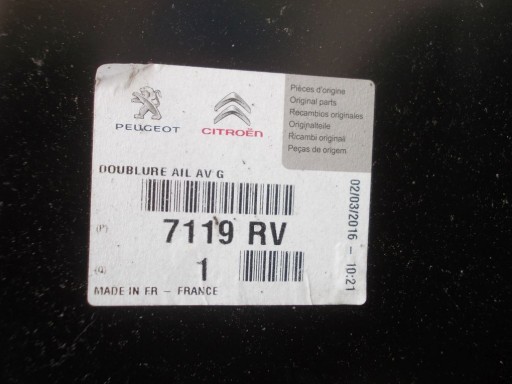 PEUGEOT
CITROËN
Pièces d'origine
Original parts
Recambios originales
Originalteile
Ricambi originali
Peças de origem
DOUBLURE AIL AV G
(P) 7119 RV
(Q) 1
MADE IN FR - FRANCE
02/03/2016 - 10:21